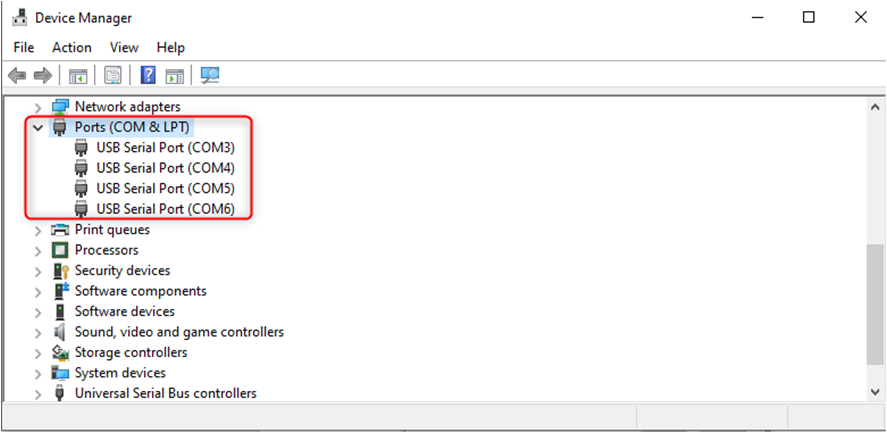 Device Manager
File Action View Help
Network adapters
Ports (COM & LPT)
USB Serial Port (COM3)
USB Serial Port (COM4)
USB Serial Port (COM5)
USB Serial Port (COM6)
Print queues
Processors
Security devices
Software components
Software devices
Sound, video and game controllers
Storage controllers
System devices
Universal Serial Bus controllers